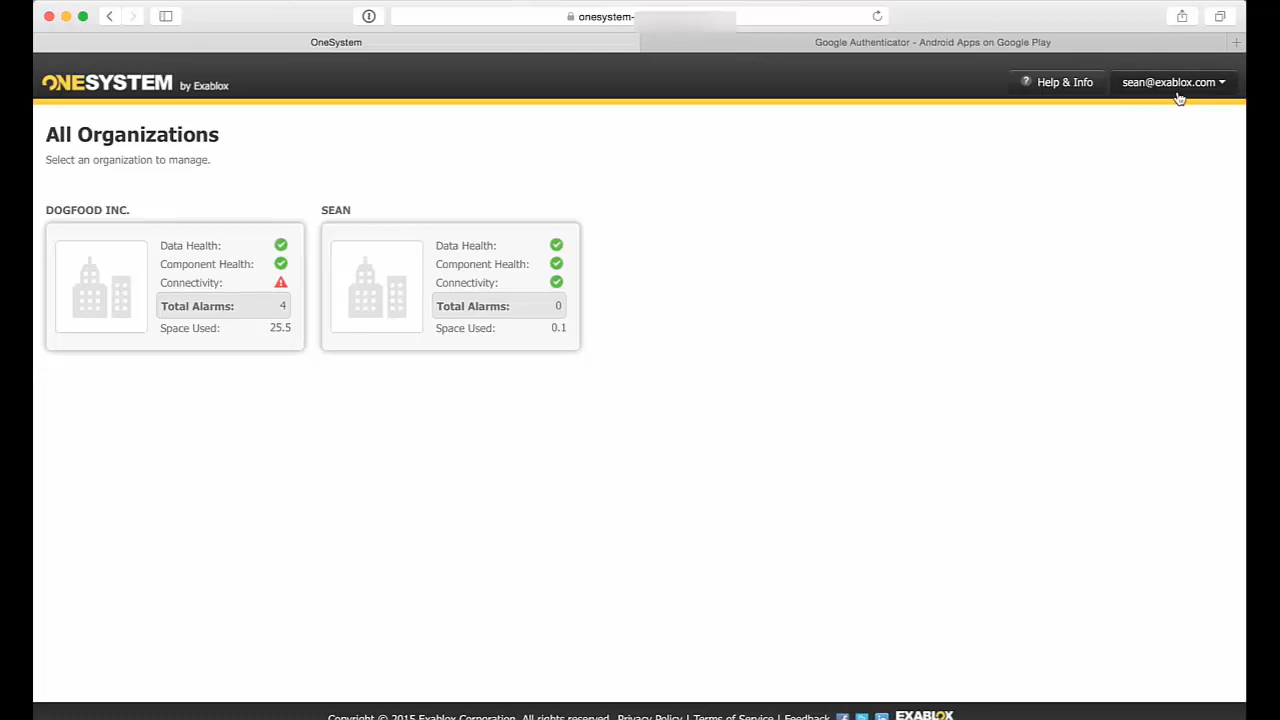 onesystem-
OneSystem
Google Authenticator - Android Apps on Google Play
ONESYSTEM by Exablox
? Help & Info
sean@exablox.com
All Organizations
Select an organization to manage.
DOGFOOD INC.
Data Health:
Component Health:
Connectivity:
Total Alarms: 4
Space Used: 25.5
SEAN
Data Health:
Component Health:
Connectivity:
Total Alarms: 0
Space Used: 0.1
Copyright © 2015 Exablox Corporation. All rights reserved. Privacy Policy | Terms of Service | Feedback
EXABLOX